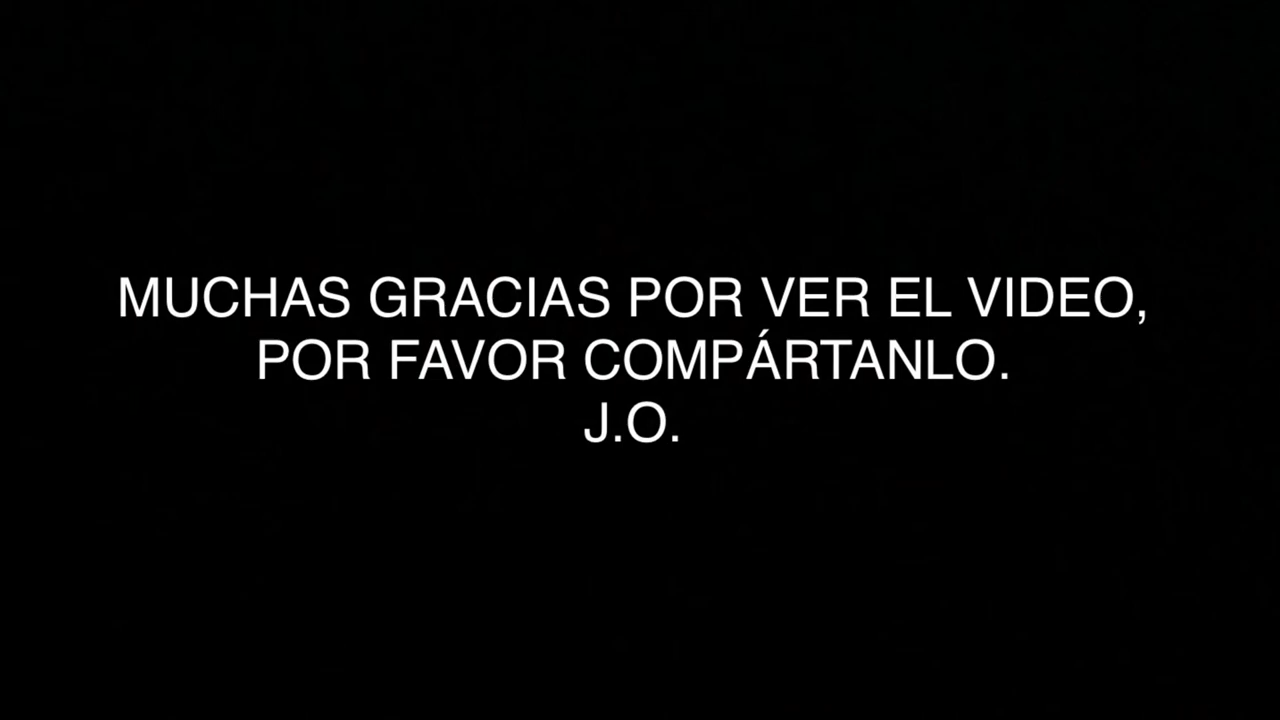 MUCHAS GRACIAS POR VER EL VIDEO,
POR FAVOR COMPÁRTANLO.
J.O.